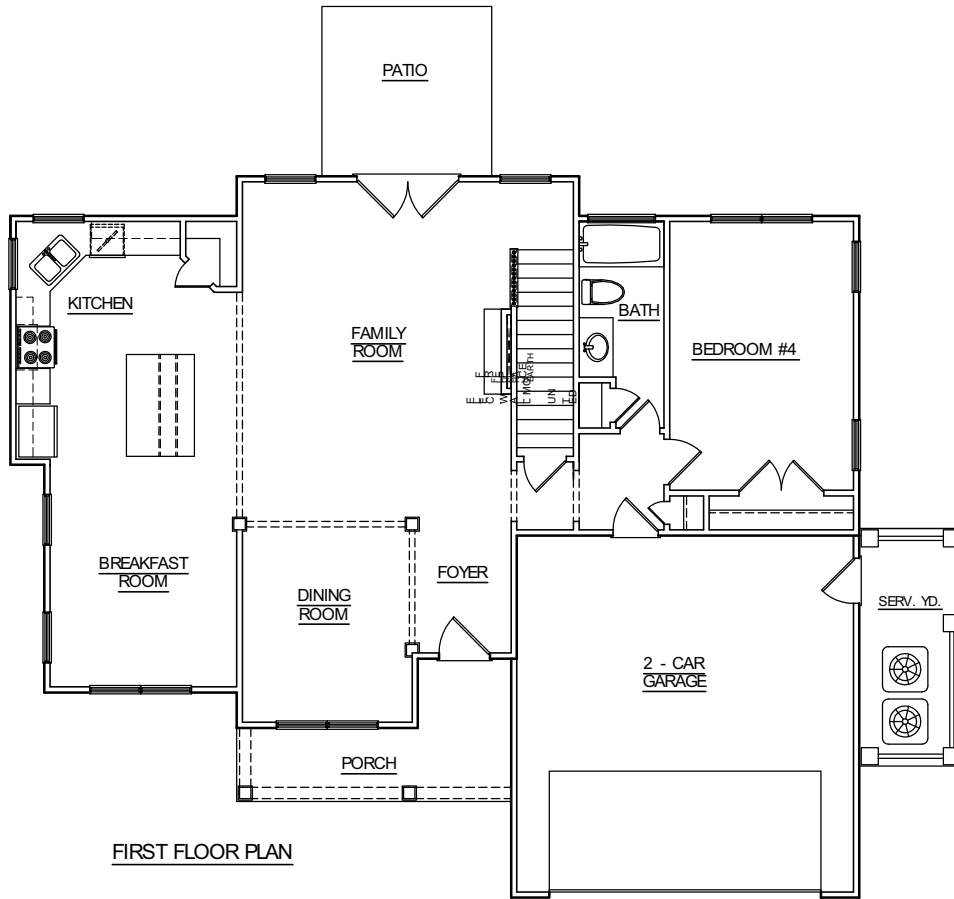 PATIO
KITCHEN
FAMILY
ROOM
BATH
BEDROOM #4
BREAKFAST
ROOM
DINING
ROOM
FOYER
SERV. YD.
2 - CAR
GARAGE
PORCH
FIRST FLOOR PLAN